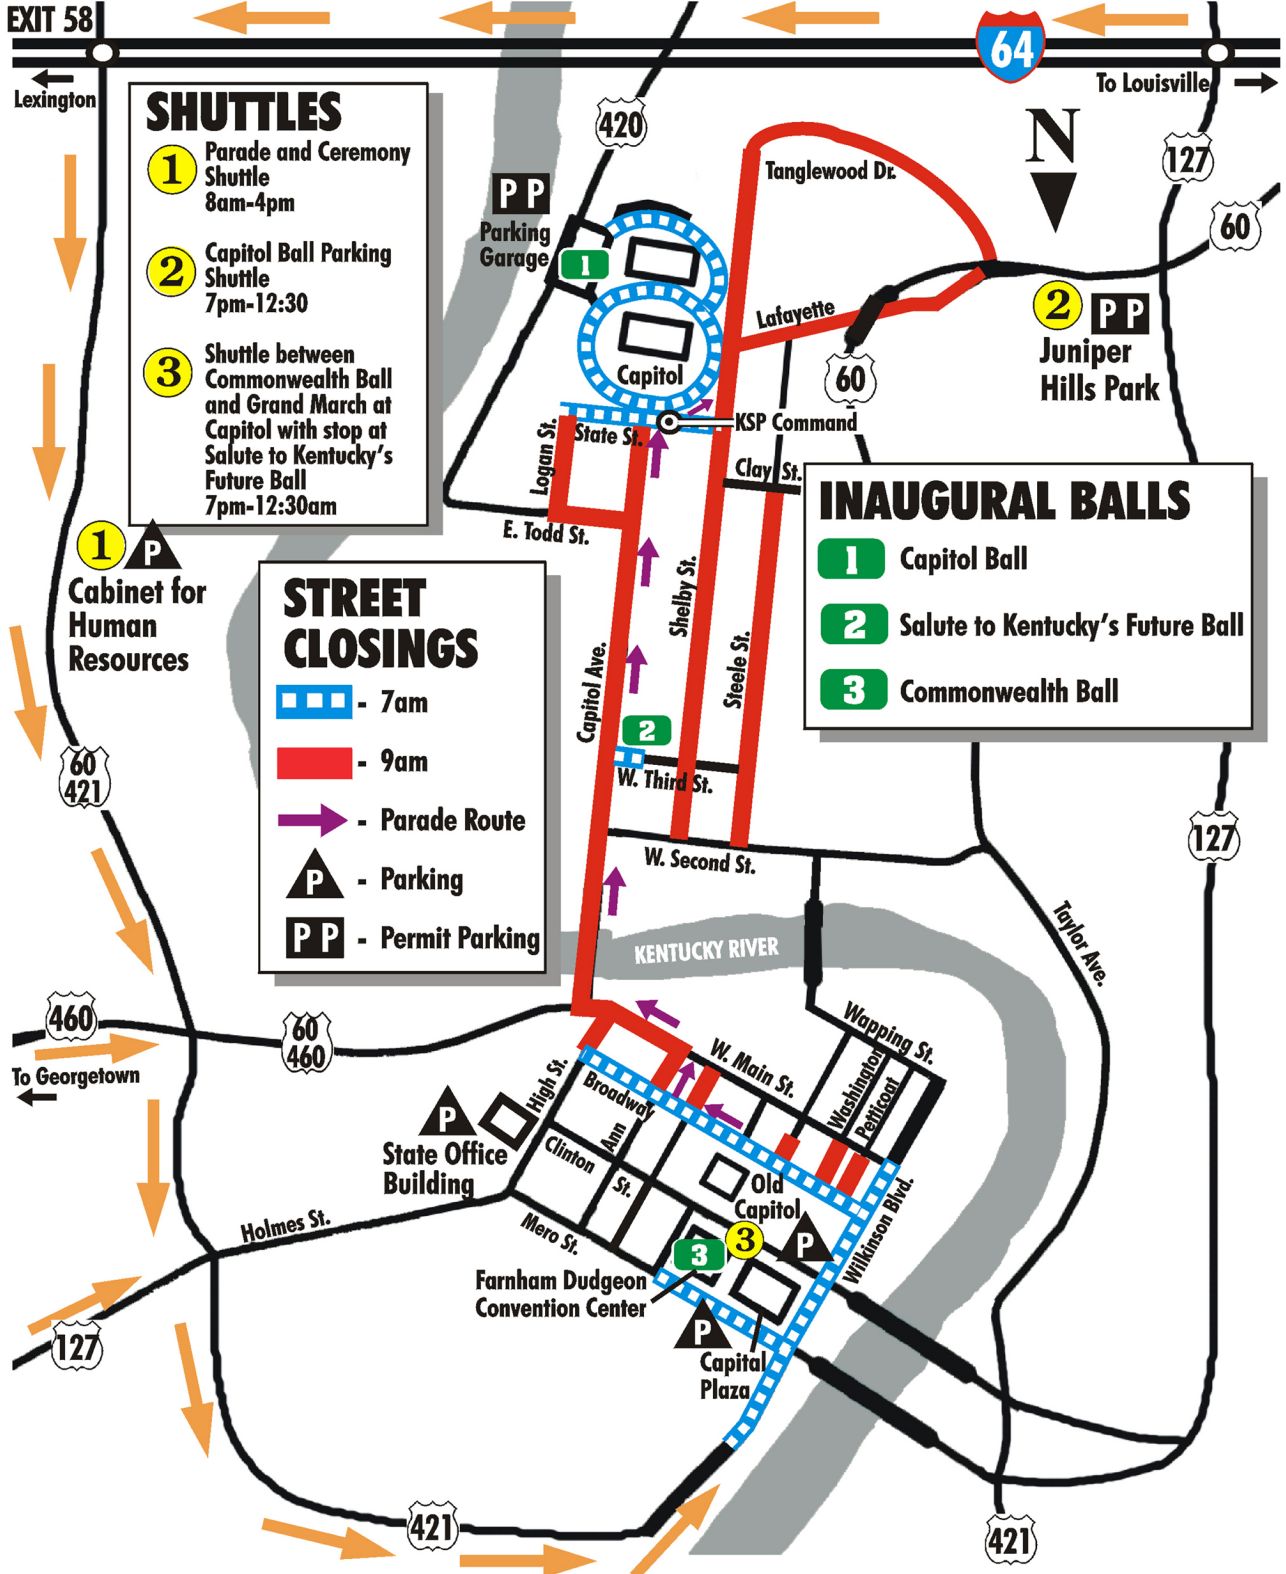 EXIT 58
64
Lexington
To Louisville
SHUTTLES
1
Parade and Ceremony
Shuttle
8am-4pm
2
Capitol Ball Parking
Shuttle
7pm-12:30
3
Shuttle between
Commonwealth Ball
and Grand March at
Capitol with stop at
Salute to Kentucky's
Future Ball
7pm-12:30am
420
N
127
60
Tanglewood Dr.
P P
Parking
Garage
1
Lafayette
2
P P
Juniper
Hills Park
60
Capitol
KSP Command
State St.
Logan St.
Clay St.
E. Todd St.
1
P
Cabinet for
Human
Resources
INAUGURAL BALLS
1
Capitol Ball
2
Salute to Kentucky's Future Ball
3
Commonwealth Ball
STREET
CLOSINGS
- 7am
- 9am
- Parade Route
P - Parking
P P - Permit Parking
Shelby St.
Steele St.
Capitol Ave.
2
W. Third St.
W. Second St.
60
421
127
Taylor Ave.
KENTUCKY RIVER
460
To Georgetown
60
460
Wapping St.
W. Main St.
Washington
Petticoat
High St.
Broadway
P
State Office
Building
Ann
Clinton
St.
Old
Capitol
Wilkinson Blvd.
Holmes St.
Mero St.
3
3
P
Farnham Dudgeon
Convention Center
P
Capital
Plaza
127
421
421